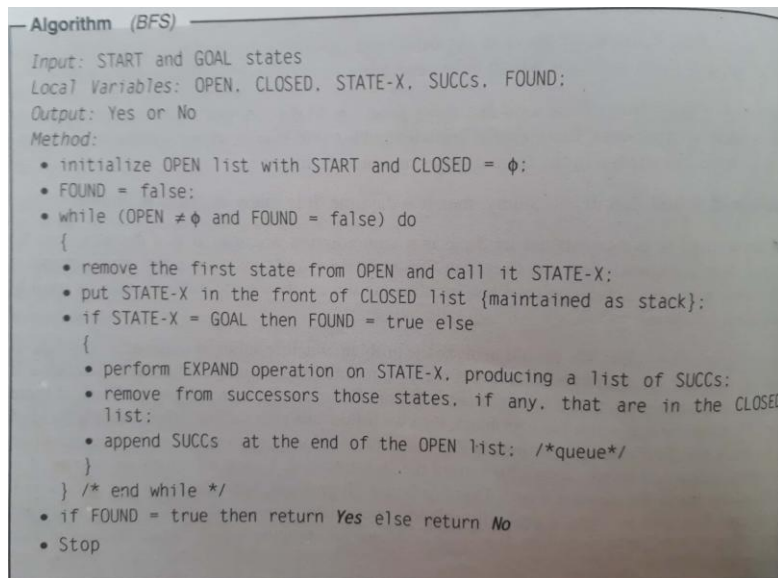 Algorithm (BFS)
Input: START and GOAL states
Local Variables: OPEN, CLOSED, STATE-X, SUCCs, FOUND;
Output: Yes or No
Method:
• initialize OPEN list with START and CLOSED = ϕ;
• FOUND = false;
• while (OPEN ≠ ϕ and FOUND = false) do
{
• remove the first state from OPEN and call it STATE-X;
• put STATE-X in the front of CLOSED list {maintained as stack};
• if STATE-X = GOAL then FOUND = true else
{
• perform EXPAND operation on STATE-X, producing a list of SUCCs;
• remove from successors those states, if any, that are in the CLOSED
list;
• append SUCCs at the end of the OPEN list; /*queue*/
}
} /* end while */
• if FOUND = true then return Yes else return No
• Stop